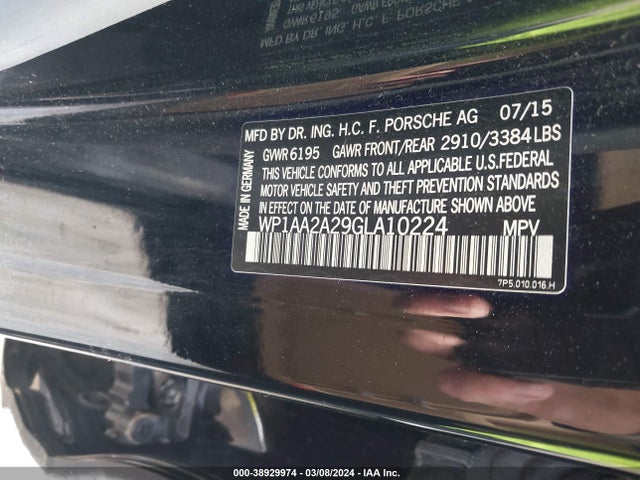 MFD BY DR. ING. H.C. F. PORSCHE AG 07/15
GVWR 6195 GAWR FRONT/REAR 2910/3384 LBS
THIS VEHICLE CONFORMS TO ALL APPLICABLE U.S. FEDERAL
MOTOR VEHICLE SAFETY AND THEFT PREVENTION STANDARDS
IN EFFECT ON THE DATE OF MANUFACTURE SHOWN ABOVE
WP1AA2A29GLA10224 MPV
7P5.010.016.H
MADE IN GERMANY
000-38929974 | 03/08/2024 | IAA Inc.